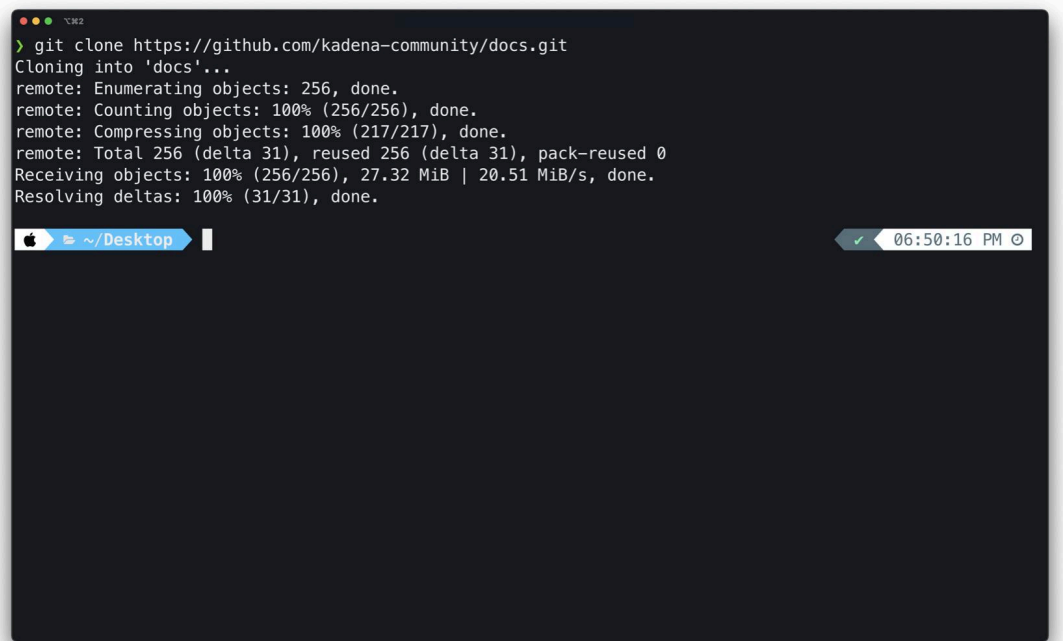 ⌥⌘2
❯ git clone https://github.com/kadena-community/docs.git
Cloning into 'docs'...
remote: Enumerating objects: 256, done.
remote: Counting objects: 100% (256/256), done.
remote: Compressing objects: 100% (217/217), done.
remote: Total 256 (delta 31), reused 256 (delta 31), pack-reused 0
Receiving objects: 100% (256/256), 27.32 MiB | 20.51 MiB/s, done.
Resolving deltas: 100% (31/31), done.
~/Desktop ✔ 06:50:16 PM